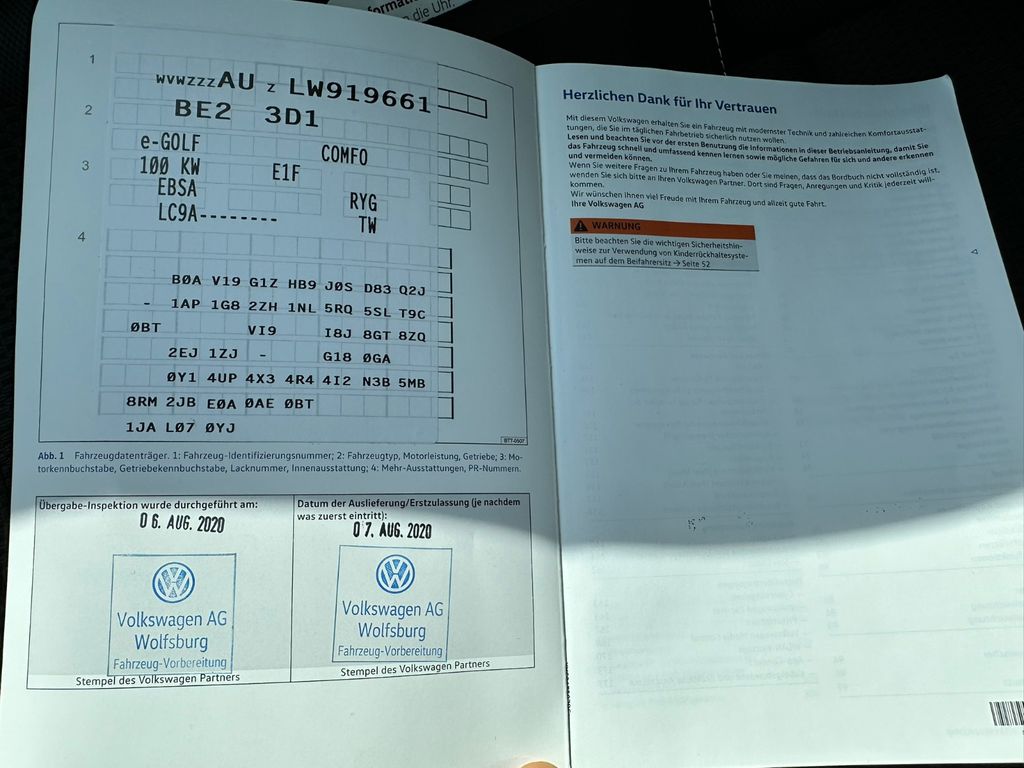 die Uhr.
1
WVWZZZAU Z LW919661
2
BE2 3D1
e-GOLF COMFO
3
100 KW E1F
EBSA RYG
LC9A-------- TW
4
B0A V19 G1Z HB9 J0S D83 Q2J
- 1AP 1G8 2ZH 1NL 5RQ 5SL T9C
0BT VI9 I8J 8GT 8ZQ
2EJ 1ZJ - G18 0GA
0Y1 4UP 4X3 4R4 4I2 N3B 5MB
8RM 2JB E0A 0AE 0BT
1JA L07 0YJ
BTT-0507
Abb. 1 Fahrzeugdatenträger. 1: Fahrzeug-Identifizierungsnummer; 2: Fahrzeugtyp, Motorleistung, Getriebe; 3: Mo-
torkennbuchstabe, Getriebekennbuchstabe, Lacknummer, Innenausstattung; 4: Mehr-Ausstattungen, PR-Nummern.
Übergabe-Inspektion wurde durchgeführt am:
06. AUG. 2020
Volkswagen AG
Wolfsburg
Fahrzeug-Vorbereitung
Stempel des Volkswagen Partners
Datum der Auslieferung/Erstzulassung (je nachdem
was zuerst eintritt):
07. AUG. 2020
Volkswagen AG
Wolfsburg
Fahrzeug-Vorbereitung
Stempel des Volkswagen Partners
Herzlichen Dank für Ihr Vertrauen
Mit diesem Volkswagen erhalten Sie ein Fahrzeug mit modernster Technik und zahlreichen Komfortausstat-
tungen, die Sie im täglichen Fahrbetrieb sicherlich nutzen wollen.
Lesen und beachten Sie vor der ersten Benutzung die Informationen in dieser Betriebsanleitung, damit Sie
das Fahrzeug schnell und umfassend kennen lernen sowie mögliche Gefahren für sich und andere erkennen
und vermeiden können.
Wenn Sie weitere Fragen zu Ihrem Fahrzeug haben oder Sie meinen, dass das Bordbuch nicht vollständig ist,
wenden Sie sich bitte an Ihren Volkswagen Partner. Dort sind Fragen, Anregungen und Kritik jederzeit will-
kommen.
Wir wünschen Ihnen viel Freude mit Ihrem Fahrzeug und allzeit gute Fahrt.
Ihre Volkswagen AG
WARNUNG
Bitte beachten Sie die wichtigen Sicherheitshin-
weise zur Verwendung von Kinderrückhaltesyste-
men auf dem Beifahrersitz → Seite 52